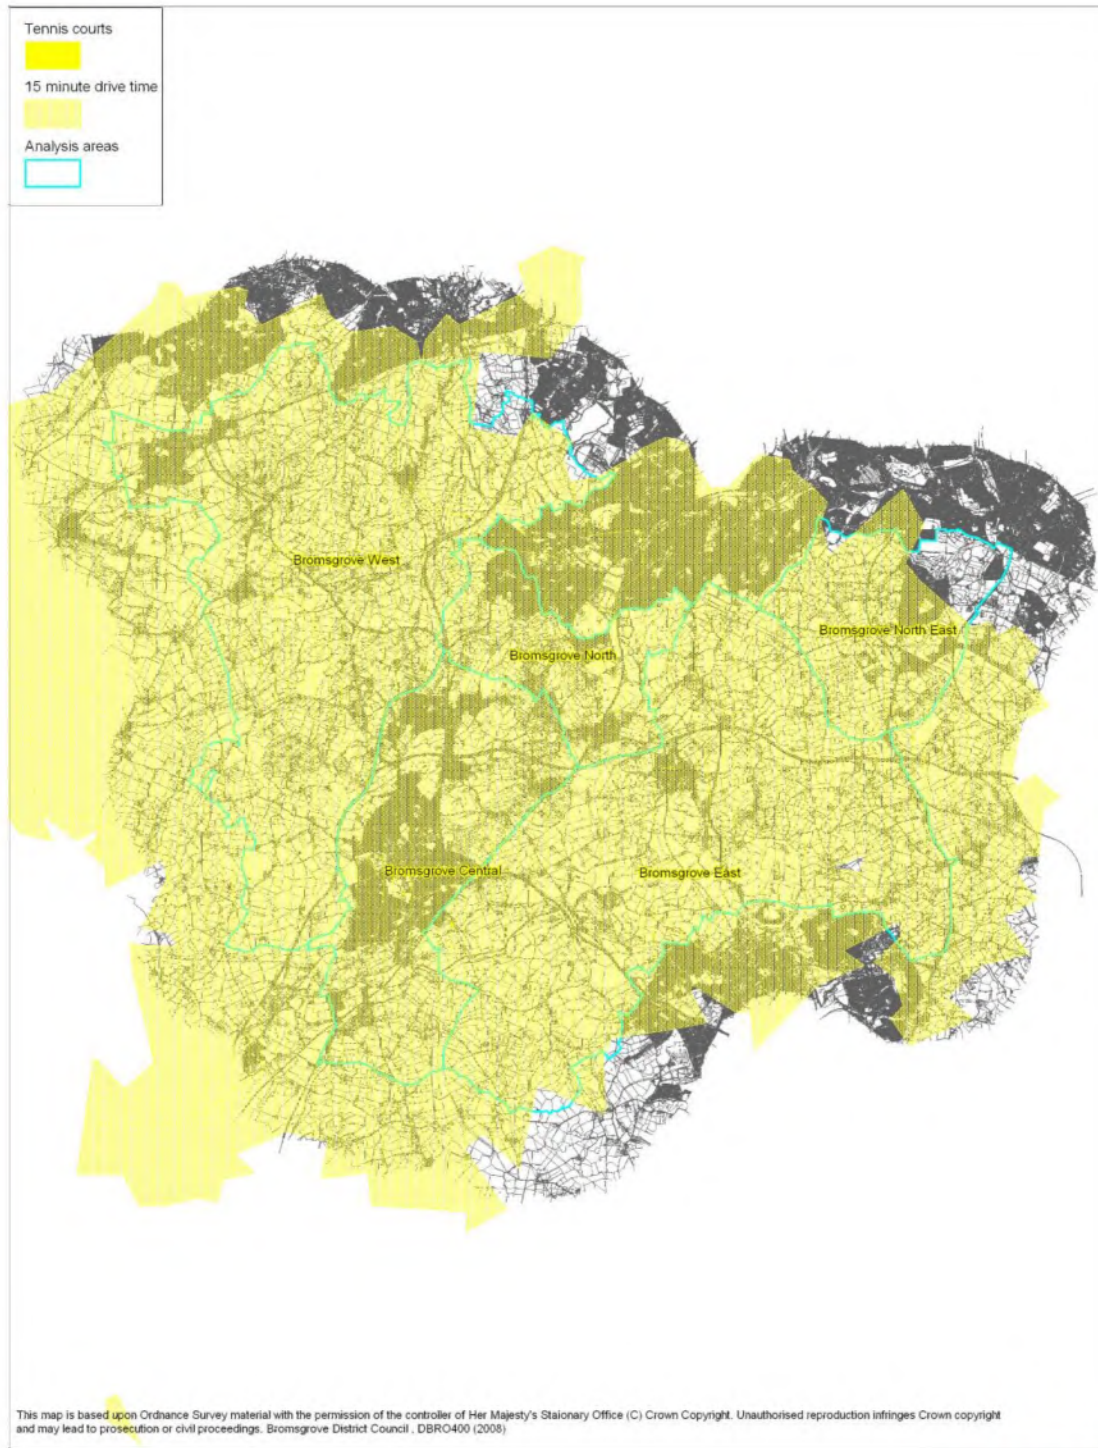 Tennis courts
15 minute drive time
Analysis areas
Bromsgrove West
Bromsgrove North East
Bromsgrove North
Bromsgrove Central
Bromsgrove East
This map is based upon Ordnance Survey material with the permission of the controller of Her Majesty's Staionary Office (C) Crown Copyright. Unauthorised reproduction infringes Crown copyright
and may lead to prosecution or civil proceedings. Bromsgrove District Council . DBRO400 (2008)